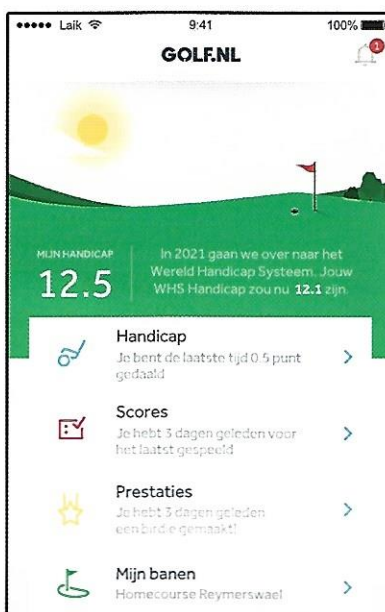 Laik 9:41 100%
GOLF.NL
1
MIJN HANDICAP
12.5
In 2021 gaan we over naar het
Wereld Handicap Systeem. Jouw
WHS Handicap zou nu 12.1 zijn.
Handicap
Je bent de laatste tijd 0.5 punt
gedaald
Scores
Je hebt 3 dagen geleden voor
het laatst gespeeld
Prestaties
Je hebt 3 dagen geleden
een birdie gemaakt!
Mijn banen
Homecourse Reymerswael